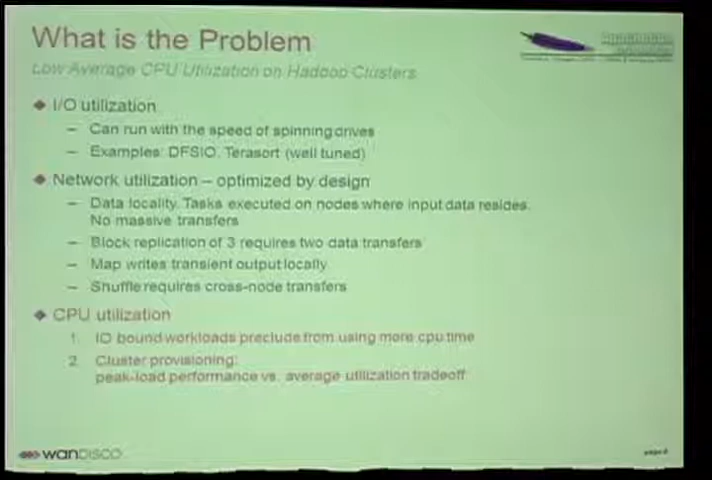 What is the Problem
Low Average CPU Utilization on Hadoop Clusters
I/O utilization
– Can run with the speed of spinning drives
– Examples: DFSIO, Terasort (well tuned)
Network utilization – optimized by design
– Data locality. Tasks executed on nodes where input data resides.
No massive transfers
– Block replication of 3 requires two data transfers
– Map writes transient output locally
– Shuffle requires cross-node transfers
CPU utilization
1. IO bound workloads preclude from using more cpu time
2. Cluster provisioning:
peak-load performance vs. average utilization tradeoff
WANDISCO